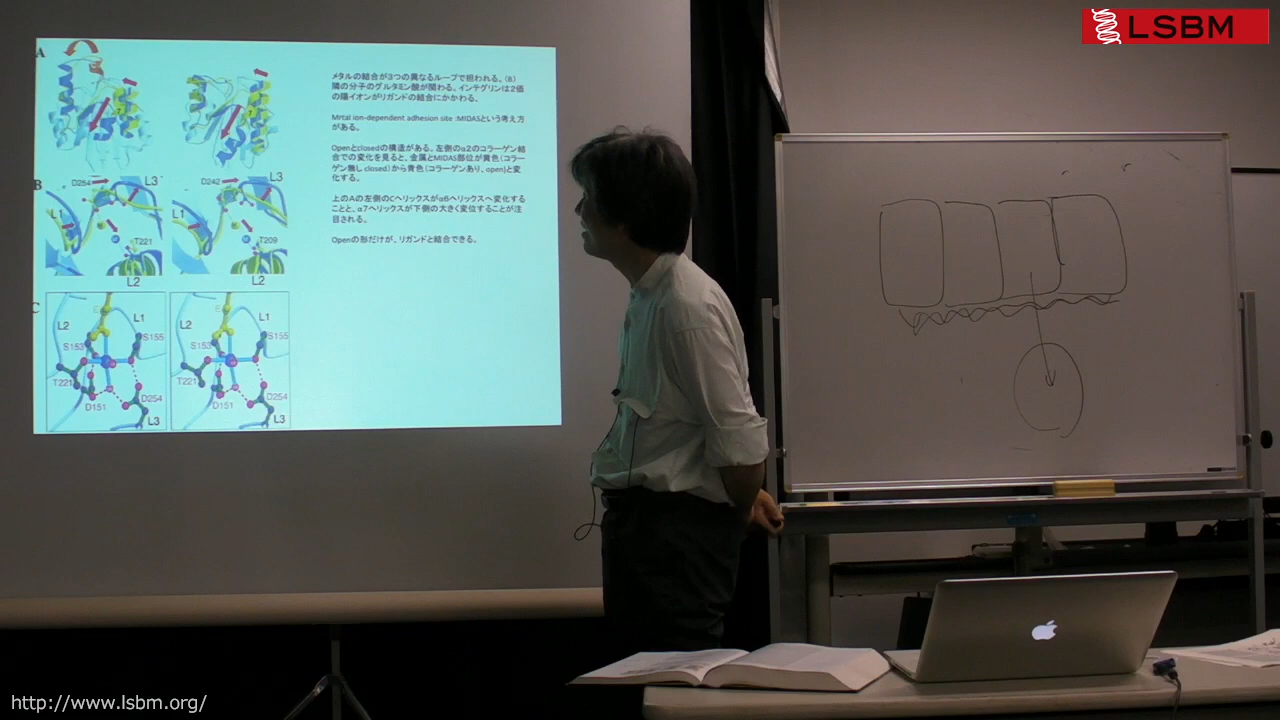 LSBM
A
メタルの結合が3つの異なるループで担われる。(8)
隣の分子のグルタミン酸が関わる。インテグリンは2価
の陽イオンがリガンドの結合にかかわる。
Mrtal ion-dependent adhesion site :MIDASという考え方
がある。
Openとclosedの構造がある。左側のα2のコラーゲン結
合での変化を見ると、金属とMIDAS部位が黄色(コラー
ゲン無し closed)から青色(コラーゲンあり、open)と変
化する。
上のAの左側のCヘリックスがα6ヘリックスへ変化する
ことと、α7ヘリックスが下側の大きく変位することが注
目される。
Openの形だけが、リガンドと結合できる。
B
D254 L3 D242 L3
L1 L1
T221 T209
L2 L2
C
L2 L1 L2 L1
S153 S155 S153 S155
T221 T221
D151 D254 D151 D254
L3 L3
http://www.lsbm.org/